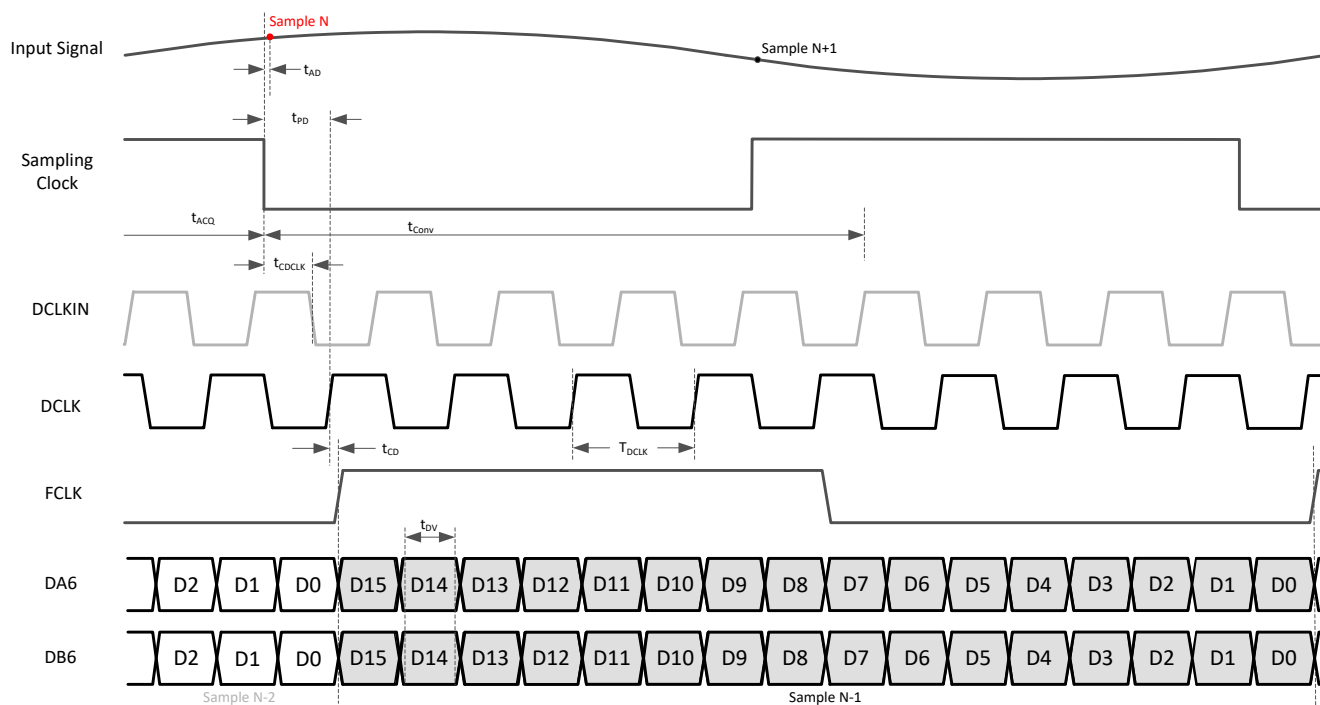 Sample N
Input Signal
Sample N+1
tAD
tPD
Sampling
Clock
tACQ
tConv
tCDCLK
DCLKIN
DCLK
tCD
TDCLK
FCLK
tDV
DA6
D2 D1 D0 D15 D14 D13 D12 D11 D10 D9 D8 D7 D6 D5 D4 D3 D2 D1 D0
DB6
D2 D1 D0 D15 D14 D13 D12 D11 D10 D9 D8 D7 D6 D5 D4 D3 D2 D1 D0
Sample N-2
Sample N-1